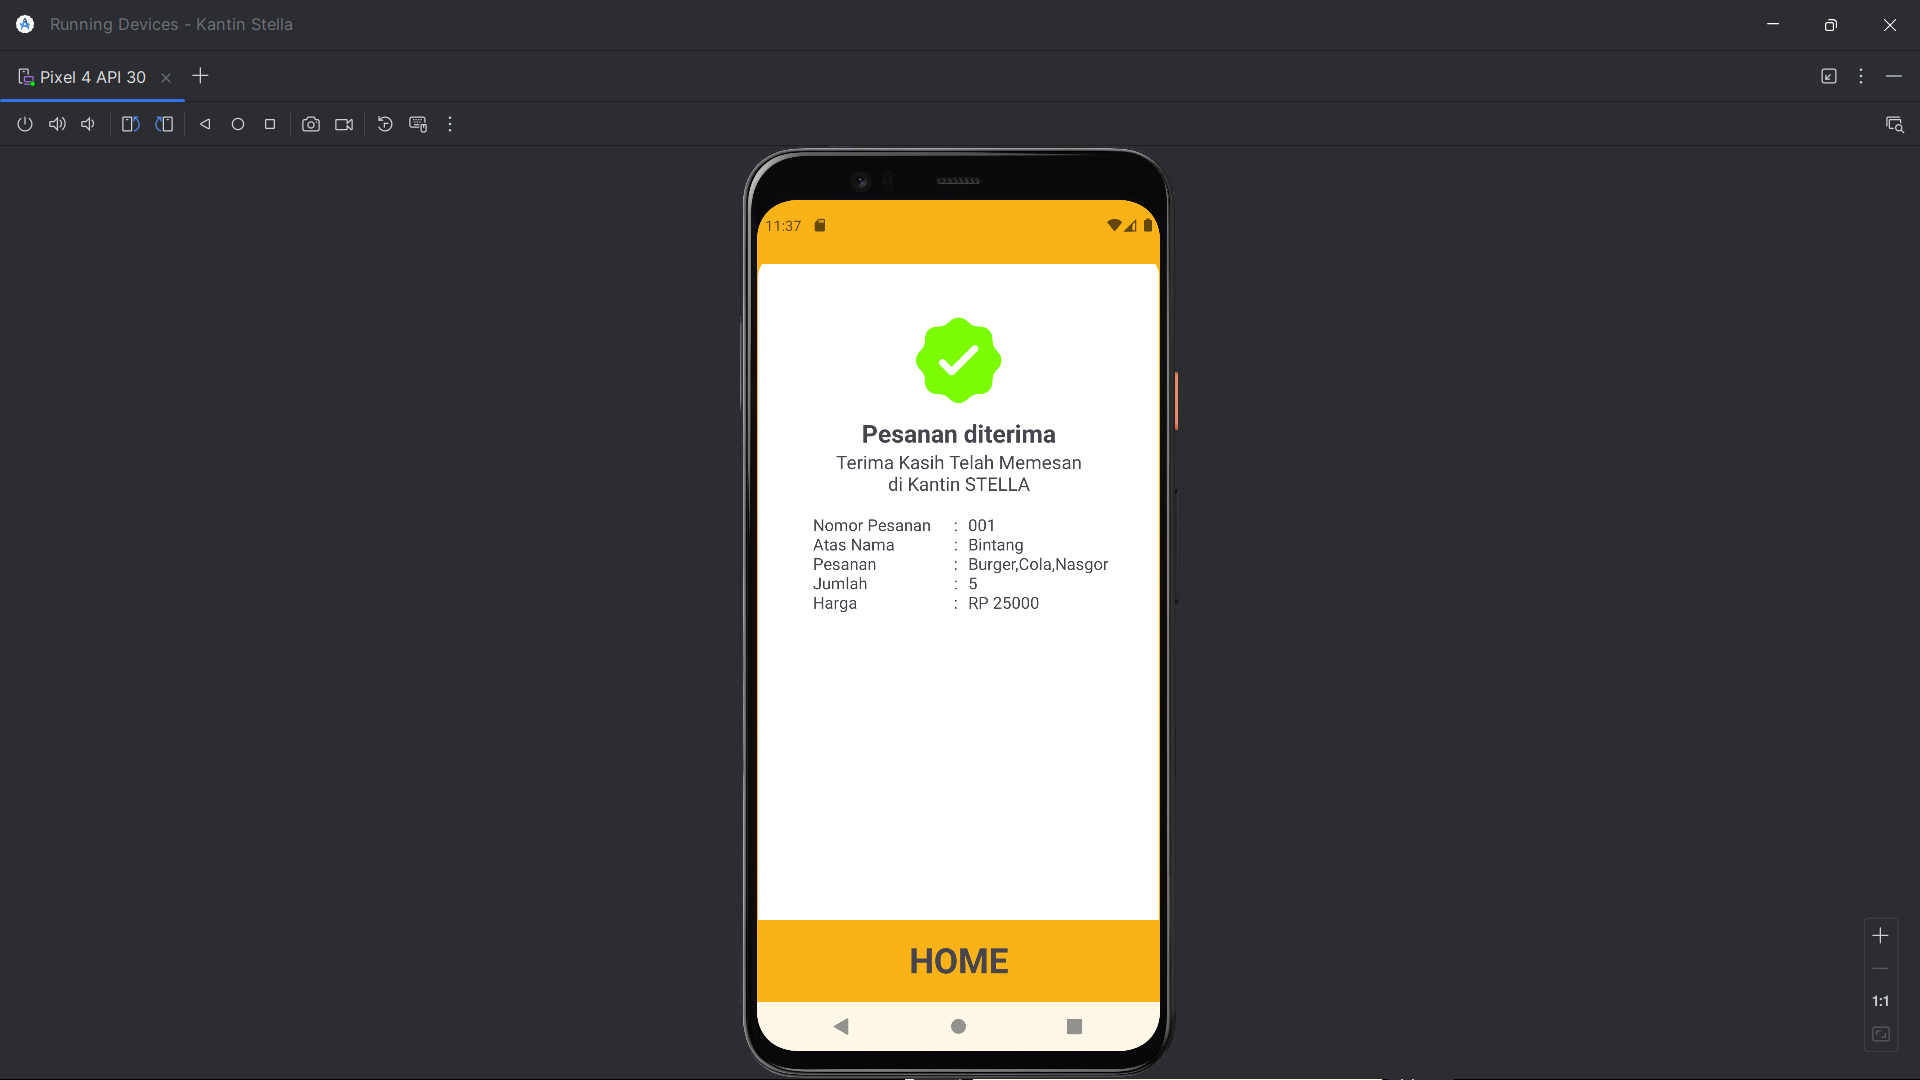 Running Devices - Kantin Stella
Pixel 4 API 30
11:37
Pesanan diterima
Terima Kasih Telah Memesan
di Kantin STELLA
Nomor Pesanan : 001
Atas Nama : Bintang
Pesanan : Burger,Cola,Nasgor
Jumlah : 5
Harga : RP 25000
HOME
1:1